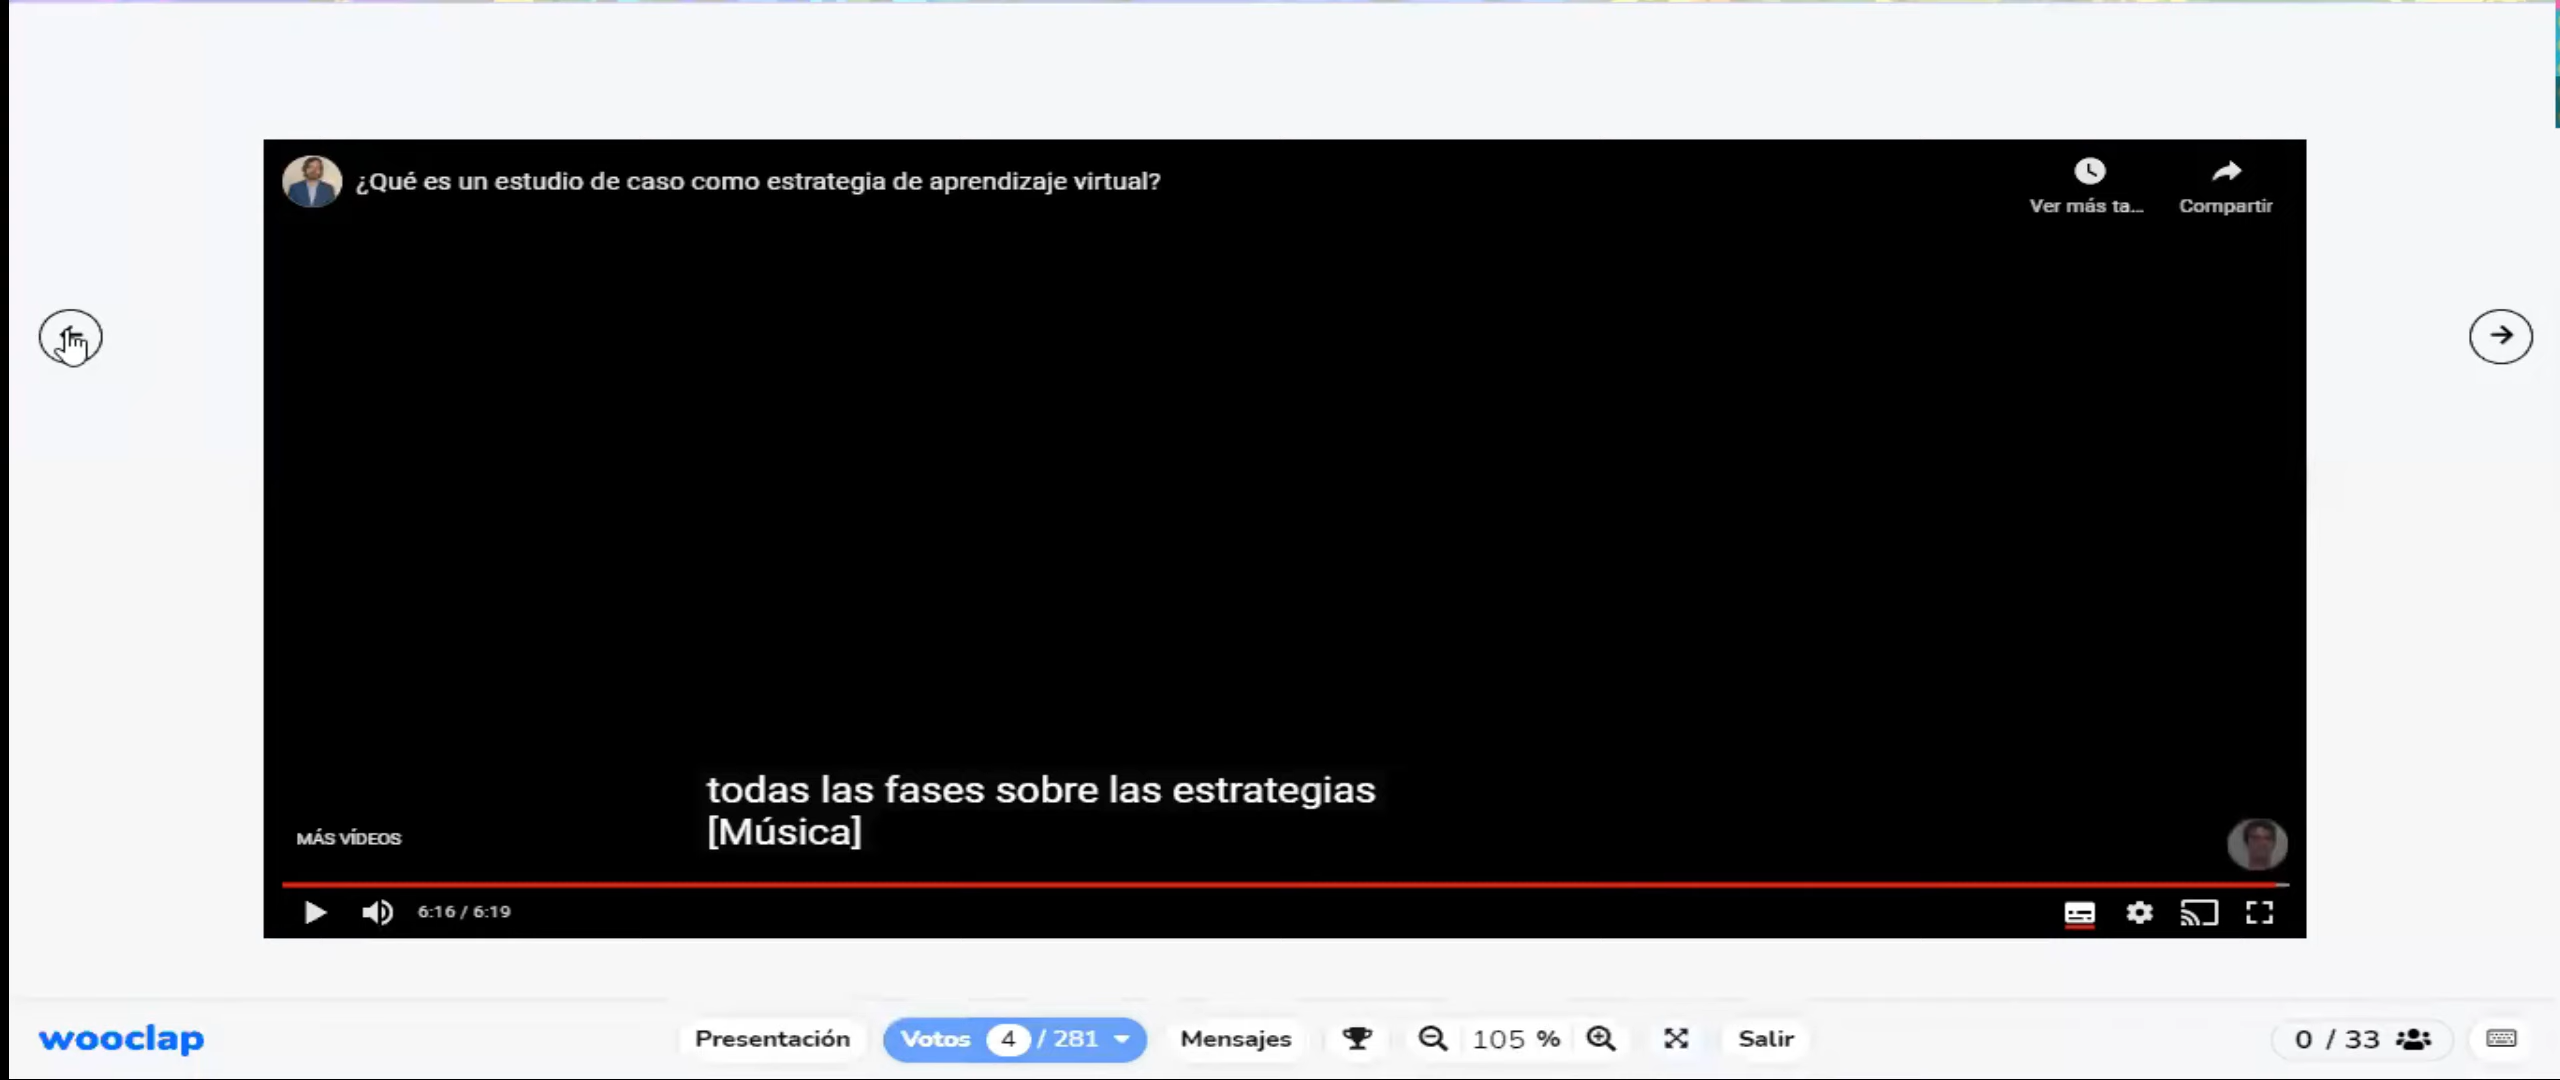 ¿Qué es un estudio de caso como estrategia de aprendizaje virtual?
Ver más ta...
Compartir
todas las fases sobre las estrategias
[Música]
MÁS VÍDEOS
6:16 / 6:19
wooclap
Presentación
Votos 4 / 281
Mensajes
105 %
Salir
0 / 33